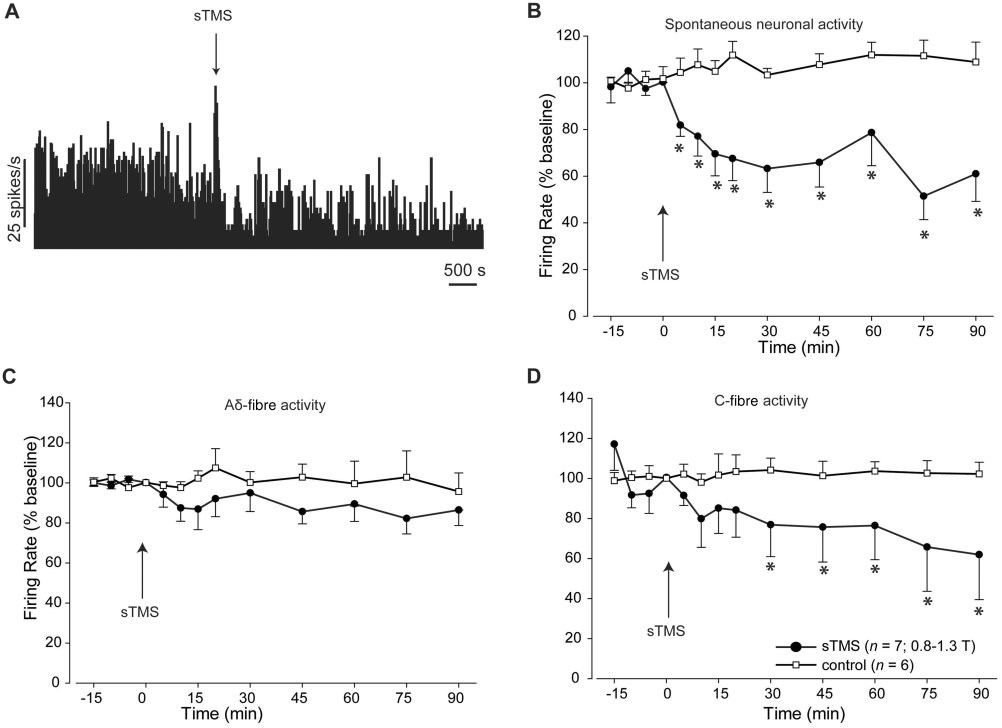 A
sTMS
25 spikes/s
500 s
B
Spontaneous neuronal activity
Firing Rate (% baseline)
120
100
80
60
40
20
0
* * * * * * * * *
sTMS
-15 0 15 30 45 60 75 90
Time (min)
C
Aδ-fibre activity
Firing Rate (% baseline)
140
120
100
80
60
40
20
0
sTMS
-15 0 15 30 45 60 75 90
Time (min)
D
C-fibre activity
140
120
100
80
60
40
20
0
* * * * *
sTMS
sTMS (n = 7; 0.8-1.3 T)
control (n = 6)
-15 0 15 30 45 60 75 90
Time (min)